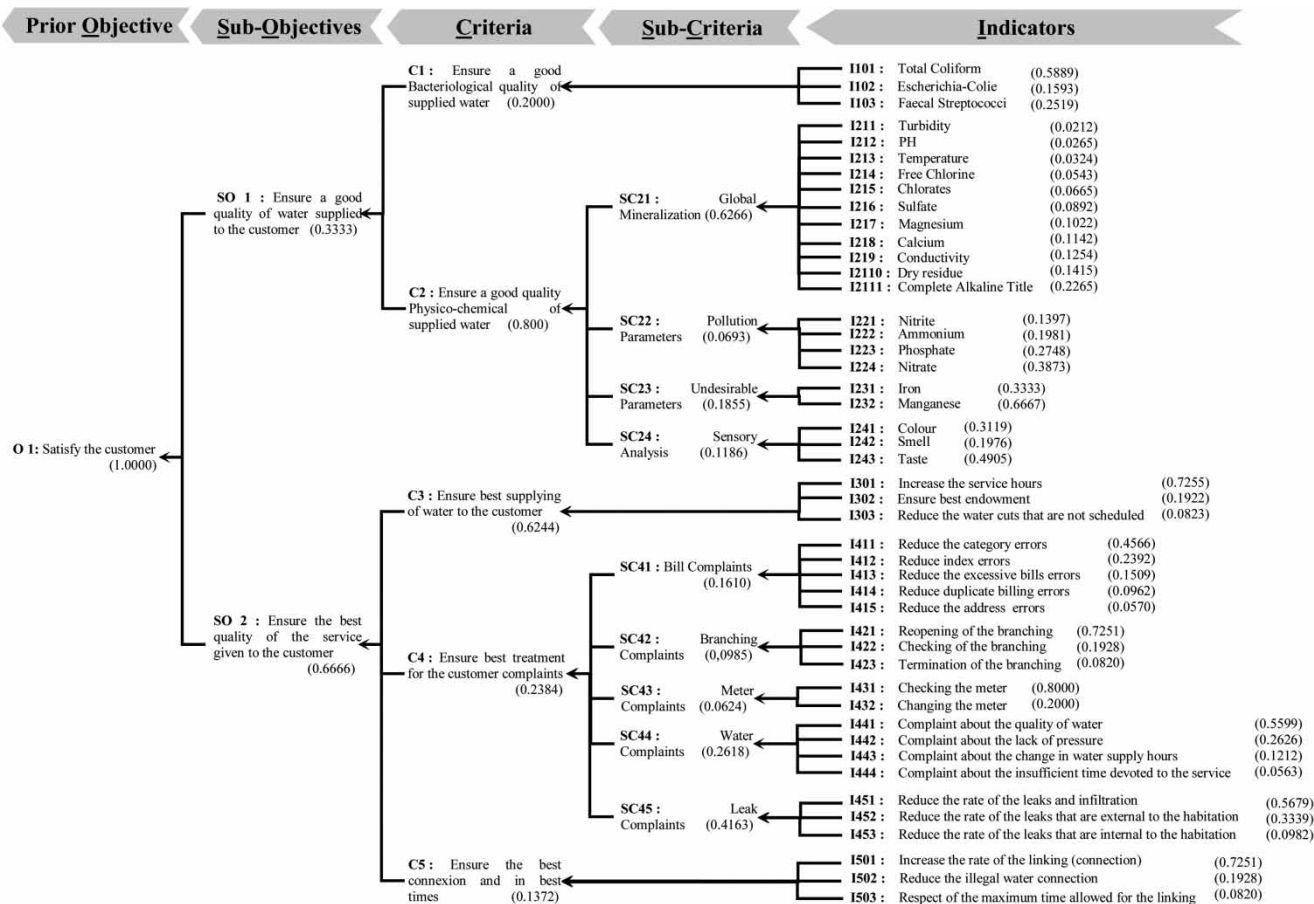 Prior Objective
Sub-Objectives
Criteria
Sub-Criteria
Indicators
O 1: Satisfy the customer
(1.0000)
SO 1 : Ensure a good
quality of water supplied
to the customer (0.3333)
C1 : Ensure a good
Bacteriological quality of
supplied water (0.2000)
I101 : Total Coliform (0.5889)
I102 : Escherichia-Colie (0.1593)
I103 : Faecal Streptococci (0.2519)
C2 : Ensure a good quality
Physico-chemical of
supplied water (0.800)
SC21 : Global
Mineralization (0.6266)
I211 : Turbidity (0.0212)
I212 : PH (0.0265)
I213 : Temperature (0.0324)
I214 : Free Chlorine (0.0543)
I215 : Chlorates (0.0665)
I216 : Sulfate (0.0892)
I217 : Magnesium (0.1022)
I218 : Calcium (0.1142)
I219 : Conductivity (0.1254)
I2110 : Dry residue (0.1415)
I2111 : Complete Alkaline Title (0.2265)
SC22 : Pollution
Parameters (0.0693)
I221 : Nitrite (0.1397)
I222 : Ammonium (0.1981)
I223 : Phosphate (0.2748)
I224 : Nitrate (0.3873)
SC23 : Undesirable
Parameters (0.1855)
I231 : Iron (0.3333)
I232 : Manganese (0.6667)
SC24 : Sensory
Analysis (0.1186)
I241 : Colour (0.3119)
I242 : Smell (0.1976)
I243 : Taste (0.4905)
SO 2 : Ensure the best
quality of the service
given to the customer
(0.6666)
C3 : Ensure best supplying
of water to the customer
(0.6244)
I301 : Increase the service hours (0.7255)
I302 : Ensure best endowment (0.1922)
I303 : Reduce the water cuts that are not scheduled (0.0823)
C4 : Ensure best treatment
for the customer complaints
(0.2384)
SC41 : Bill Complaints
(0.1610)
I411 : Reduce the category errors (0.4566)
I412 : Reduce index errors (0.2392)
I413 : Reduce the excessive bills errors (0.1509)
I414 : Reduce duplicate billing errors (0.0962)
I415 : Reduce the address errors (0.0570)
SC42 : Branching
Complaints (0,0985)
I421 : Reopening of the branching (0.7251)
I422 : Checking of the branching (0.1928)
I423 : Termination of the branching (0.0820)
SC43 : Meter
Complaints (0.0624)
I431 : Checking the meter (0.8000)
I432 : Changing the meter (0.2000)
SC44 : Water
Complaints (0.2618)
I441 : Complaint about the quality of water (0.5599)
I442 : Complaint about the lack of pressure (0.2626)
I443 : Complaint about the change in water supply hours (0.1212)
I444 : Complaint about the insufficient time devoted to the service (0.0563)
SC45 : Leak
Complaints (0.4163)
I451 : Reduce the rate of the leaks and infiltration (0.5679)
I452 : Reduce the rate of the leaks that are external to the habitation (0.3339)
I453 : Reduce the rate of the leaks that are internal to the habitation (0.0982)
C5 : Ensure the best
connexion and in best
times (0.1372)
I501 : Increase the rate of the linking (connection) (0.7251)
I502 : Reduce the illegal water connection (0.1928)
I503 : Respect of the maximum time allowed for the linking (0.0820)